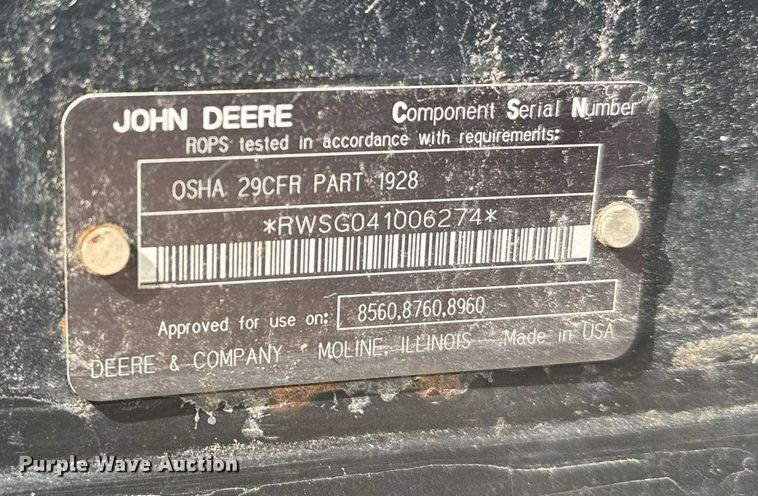 JOHN DEERE Component Serial Number
ROPS tested in accordance with requirements:
OSHA 29CFR PART 1928
*RWSG041006274*
Approved for use on: 8560,8760,8960
DEERE & COMPANY MOLINE, ILLINOIS Made in USA
Purple Wave Auction